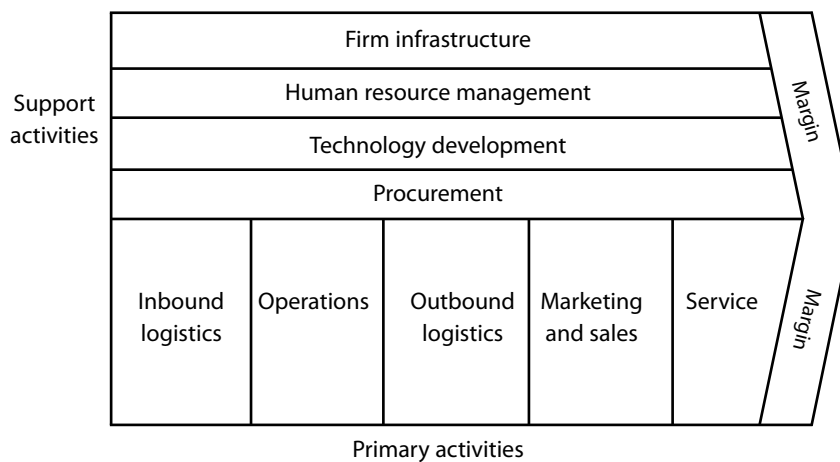 Firm infrastructure
Human resource management
Support
activities
Technology development
Procurement
Margin
Inbound
logistics
Operations
Outbound
logistics
Marketing
and sales
Service
Margin
Primary activities